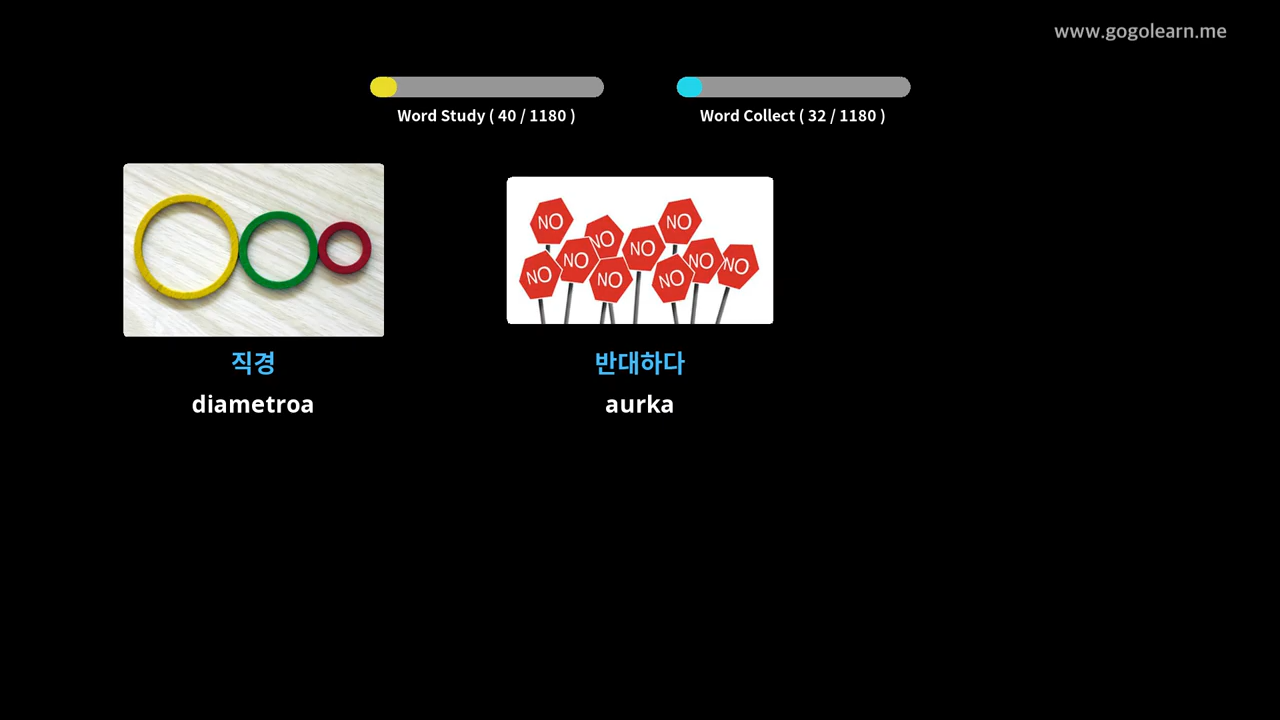 www.gogolearn.me
Word Study ( 40 / 1180 )
Word Collect ( 32 / 1180 )
NO
NO
NO
NO
NO
NO
NO
NO
NO
NO
직경
반대하다
diametroa
aurka